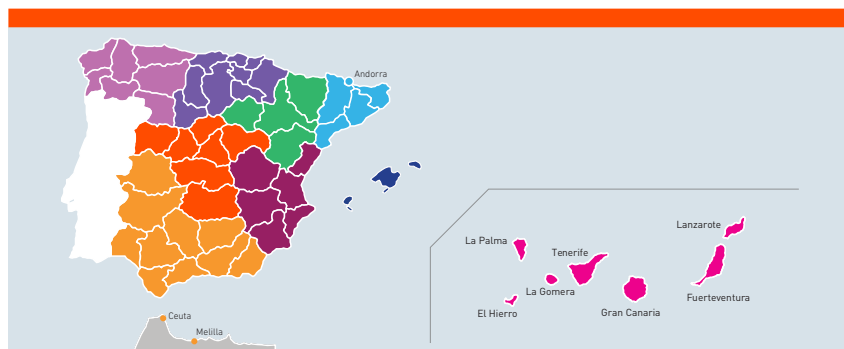 Andorra
Lanzarote
La Palma
Tenerife
La Gomera
Fuerteventura
El Hierro
Gran Canaria
Ceuta
Melilla